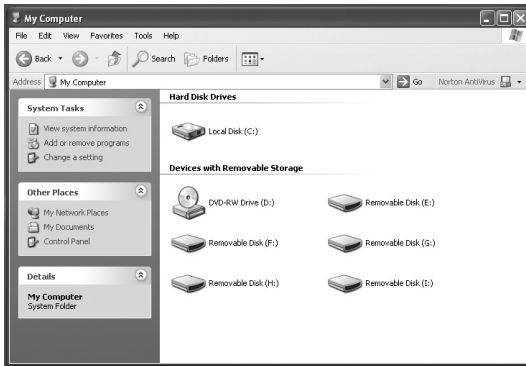 My Computer
File Edit View Favorites Tools Help
Back Search Folders
Address My Computer Go Norton AntiVirus
System Tasks
View system information
Add or remove programs
Change a setting
Other Places
My Network Places
My Documents
Control Panel
Details
My Computer
System Folder
Hard Disk Drives
Local Disk (C:)
Devices with Removable Storage
DVD-RW Drive (D:) Removable Disk (E:)
Removable Disk (F:) Removable Disk (G:)
Removable Disk (H:) Removable Disk (I:)